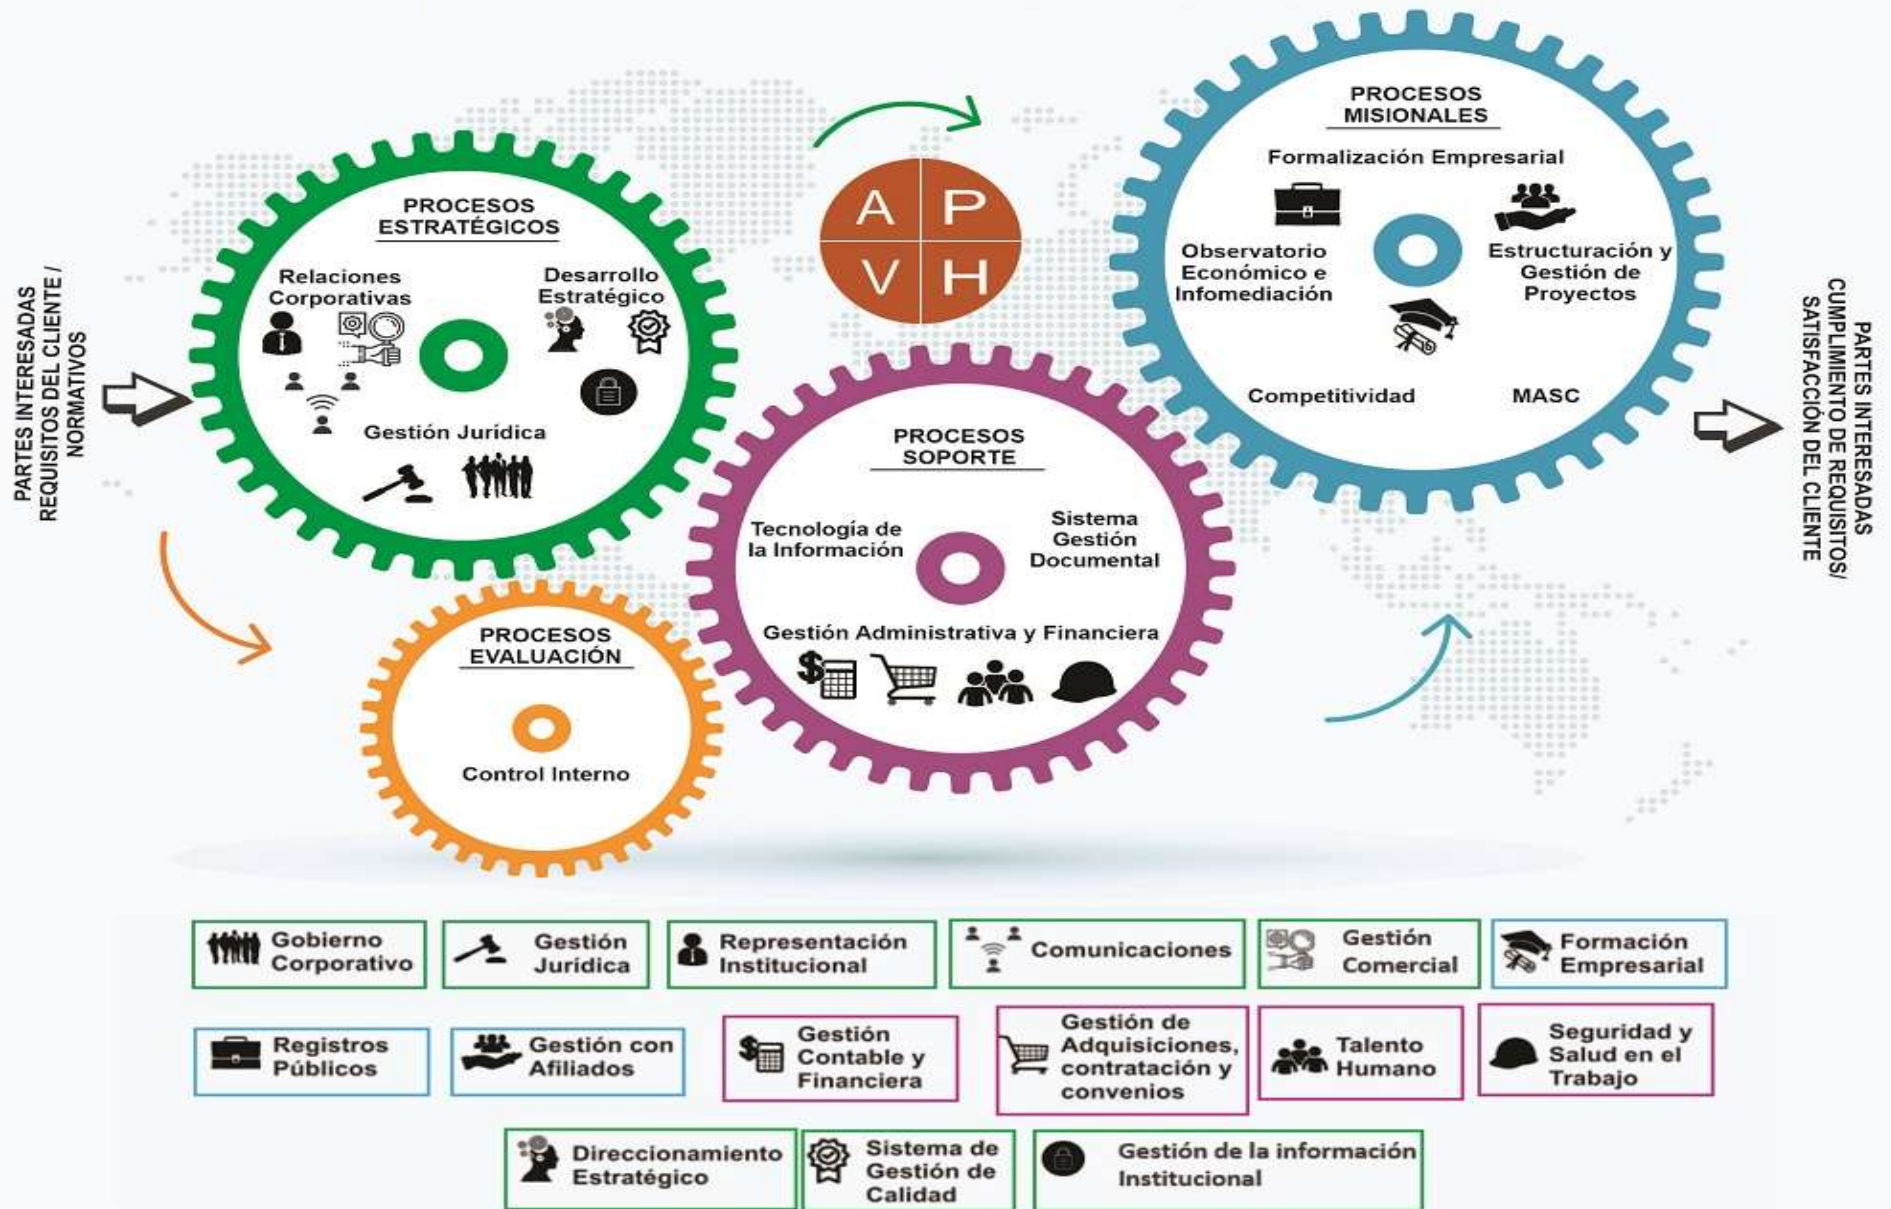 PARTES INTERESADAS
REQUISITOS DEL CLIENTE /
NORMATIVOS
PROCESOS
ESTRATÉGICOS
Relaciones
Corporativas
Desarrollo
Estratégico
Gestión Jurídica
A P
V H
PROCESOS
MISIONALES
Formalización Empresarial
Observatorio
Económico e
Infomediación
Estructuración y
Gestión de
Proyectos
Competitividad
MASC
PROCESOS
SOPORTE
Tecnología de
la Información
Sistema
Gestión
Documental
Gestión Administrativa y Financiera
PROCESOS
EVALUACIÓN
Control Interno
PARTES INTERESADAS
CUMPLIMIENTO DE REQUISITOS/
SATISFACCIÓN DEL CLIENTE
Gobierno
Corporativo
Gestión
Jurídica
Representación
Institucional
Comunicaciones
Gestión
Comercial
Formación
Empresarial
Registros
Públicos
Gestión con
Afiliados
Gestión
Contable y
Financiera
Gestión de
Adquisiciones,
contratación y
convenios
Talento
Humano
Seguridad y
Salud en el
Trabajo
Direccionamiento
Estratégico
Sistema de
Gestión de
Calidad
Gestión de la información
Institucional